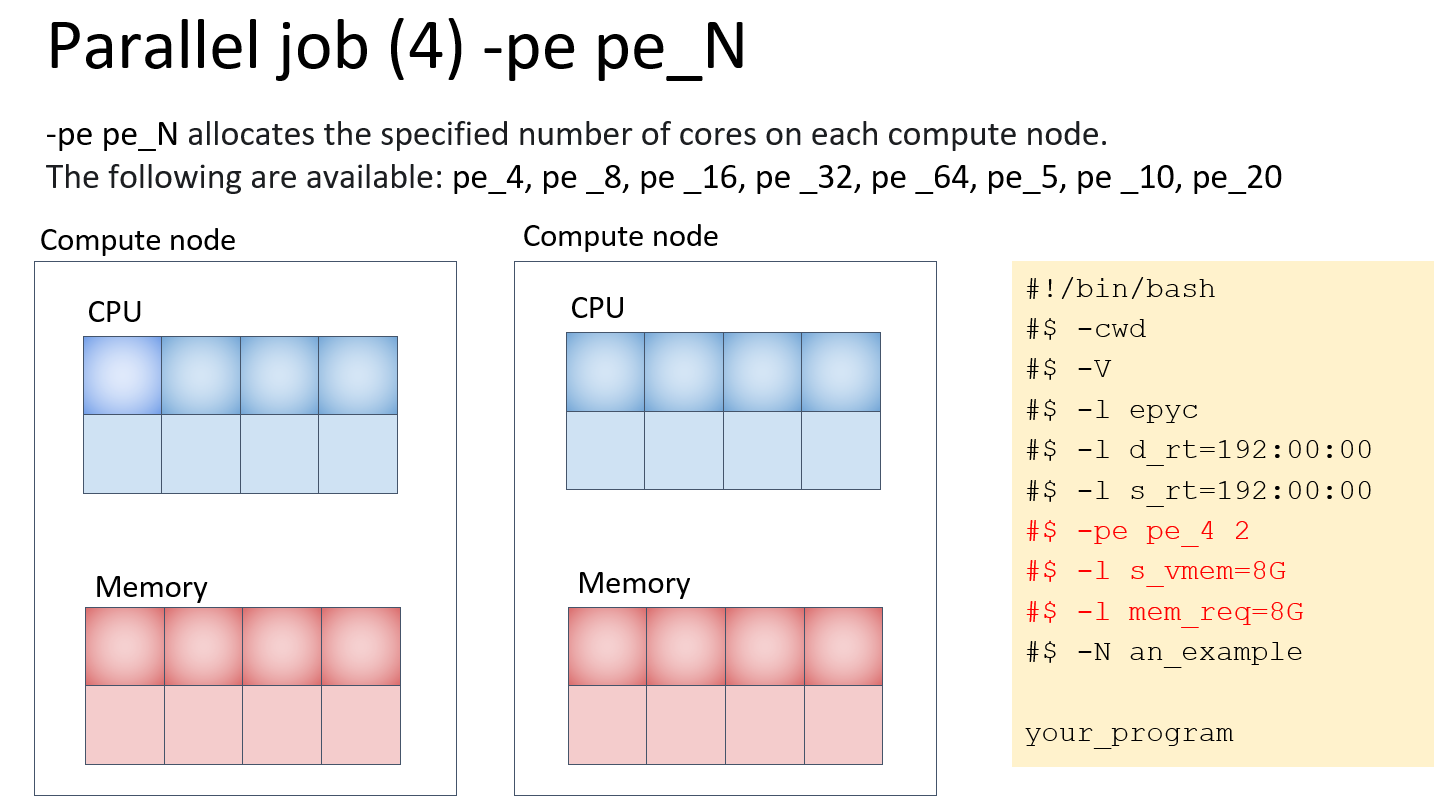 Parallel job (4) -pe pe_N
-pe pe_N allocates the specified number of cores on each compute node.
The following are available: pe_4, pe _8, pe _16, pe _32, pe _64, pe_5, pe _10, pe_20
Compute node
CPU
Memory
Compute node
CPU
Memory
#!/bin/bash
#$ -cwd
#$ -V
#$ -l epyc
#$ -l d_rt=192:00:00
#$ -l s_rt=192:00:00
#$ -pe pe_4 2
#$ -l s_vmem=8G
#$ -l mem_req=8G
#$ -N an_example
your_program